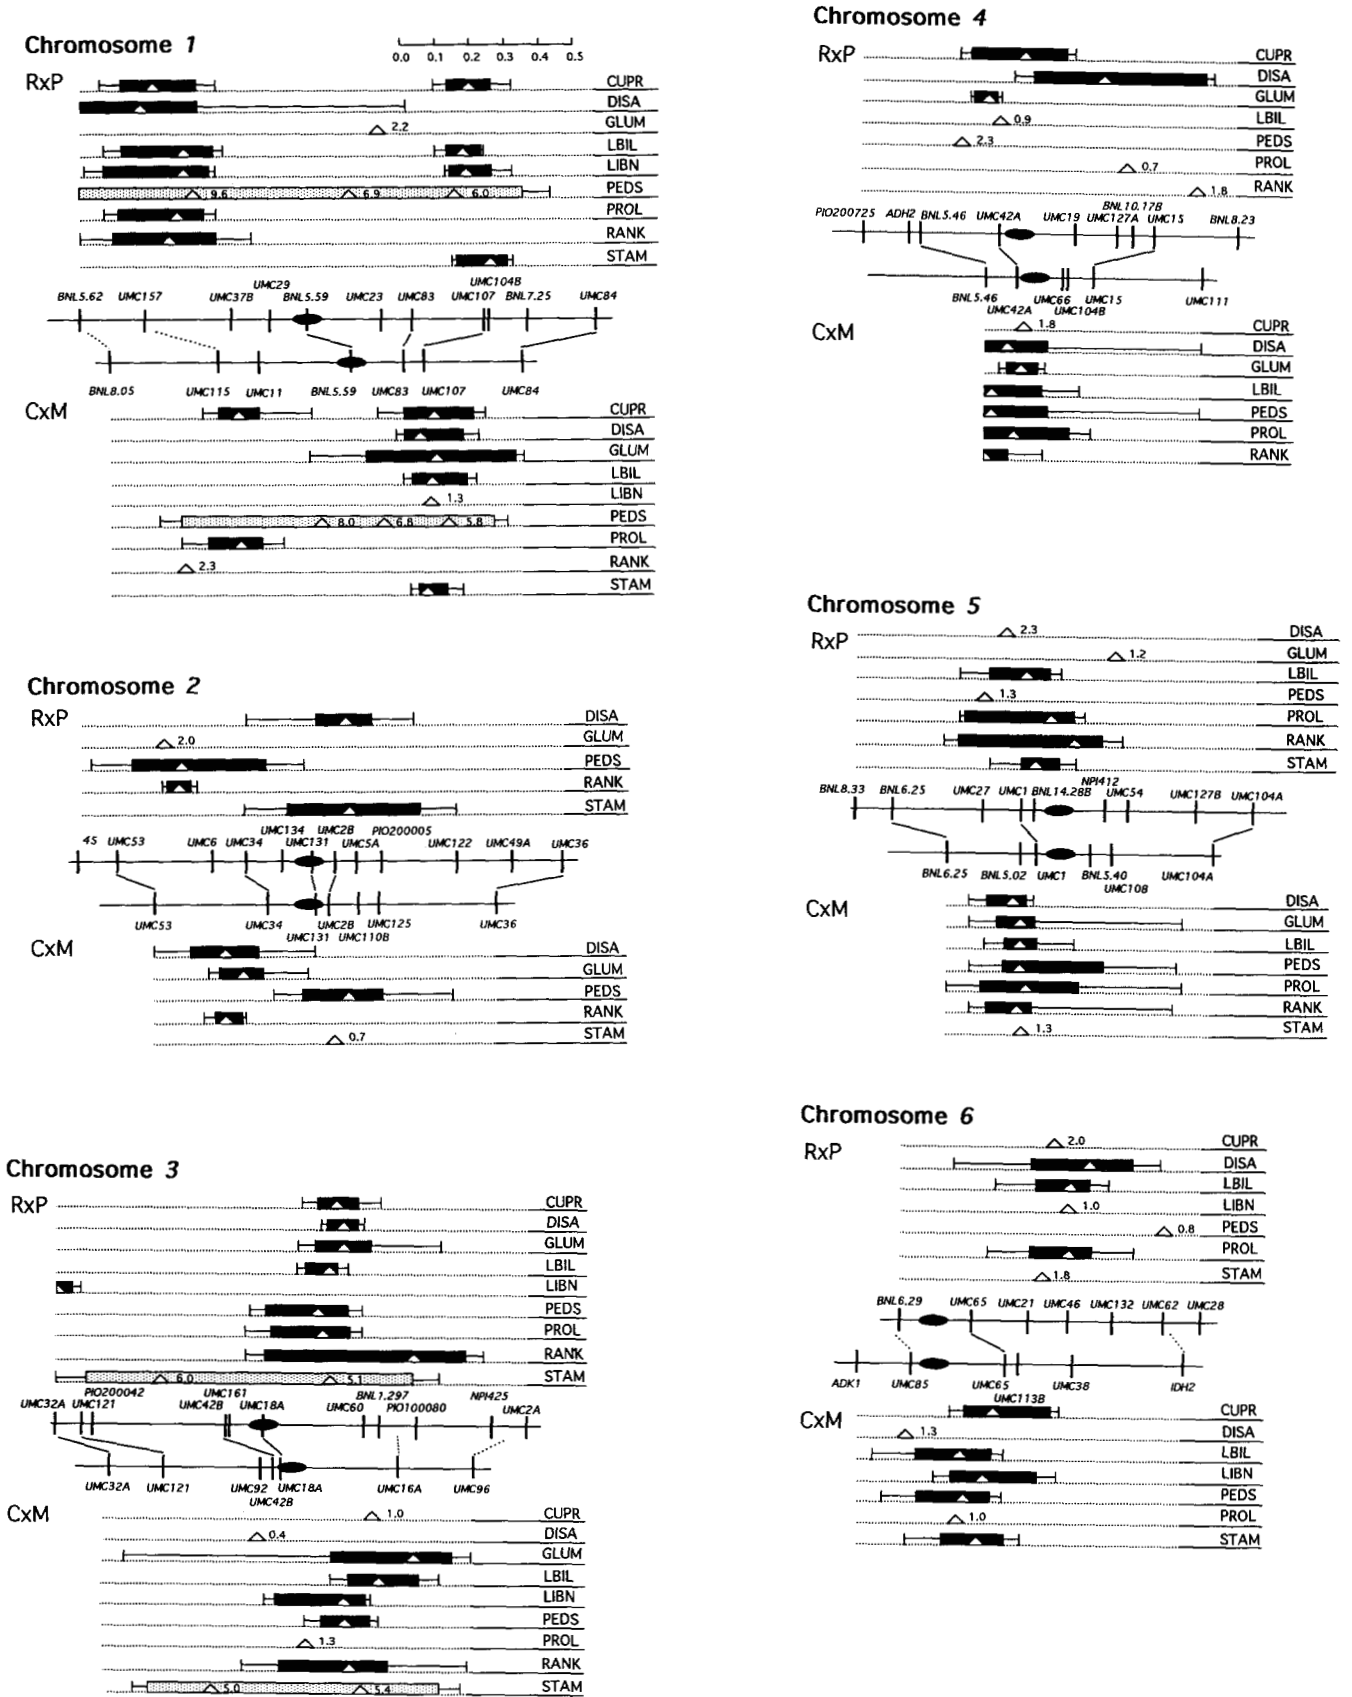 Chromosome 1
0.0 0.1 0.2 0.3 0.4 0.5
RxP
CUPR
DISA
2.2 GLUM
LBIL
LIBN
9.6 6.9 6.0 PEDS
PROL
RANK
STAM
UMC29 UMC104B
BNL5.62 UMC157 UMC37B BNL5.59 UMC23 UMC83 UMC107 BNL7.25 UMC84
BNL8.05 UMC115 UMC11 BNL5.59 UMC83 UMC107 UMC84
CxM
CUPR
DISA
GLUM
LBIL
1.3 LIBN
8.0 6.8 5.8 PEDS
PROL
2.3 RANK
STAM
Chromosome 2
RxP
DISA
2.0 GLUM
PEDS
RANK
STAM
UMC134 UMC2B PIO200005
4S UMC53 UMC6 UMC34 UMC131 UMC5A UMC122 UMC49A UMC36
UMC53 UMC34 UMC2B UMC125 UMC36
UMC131 UMC110B
CxM
DISA
GLUM
PEDS
RANK
0.7 STAM
Chromosome 3
RxP
CUPR
DISA
GLUM
LBIL
LIBN
PEDS
PROL
RANK
6.0 5.1 STAM
PIO200042 UMC161 BNL1.297 NPI425
UMC32A UMC121 UMC42B UMC18A UMC60 PIO100080 UMC2A
UMC32A UMC121 UMC92 UMC18A UMC16A UMC96
UMC42B
CxM
1.0 CUPR
0.4 DISA
GLUM
LBIL
LIBN
PEDS
1.3 PROL
RANK
5.0 5.4 STAM
Chromosome 4
RxP
CUPR
DISA
GLUM
0.9 LBIL
2.3 PEDS
0.7 PROL
1.8 RANK
BNL10.17B
PIO200725 ADH2 BNL5.46 UMC42A UMC19 UMC127A UMC15 BNL8.23
BNL5.46 UMC66 UMC15 UMC111
UMC42A UMC104B
CxM
1.8 CUPR
DISA
GLUM
LBIL
PEDS
PROL
RANK
Chromosome 5
RxP
2.3 DISA
1.2 GLUM
LBIL
1.3 PEDS
PROL
RANK
STAM
NPI412
BNL8.33 BNL6.25 UMC27 UMC1 BNL14.28B UMC54 UMC127B UMC104A
BNL6.25 BNL5.02 UMC1 BNL5.40 UMC104A
UMC108
CxM
DISA
GLUM
LBIL
PEDS
PROL
RANK
1.3 STAM
Chromosome 6
RxP
2.0 CUPR
DISA
LBIL
1.0 LIBN
0.8 PEDS
PROL
1.8 STAM
BNL6.29 UMC65 UMC21 UMC46 UMC132 UMC62 UMC28
ADK1 UMC85 UMC65 UMC38 IDH2
UMC113B
CxM
CUPR
1.3 DISA
LBIL
LIBN
PEDS
1.0 PROL
STAM